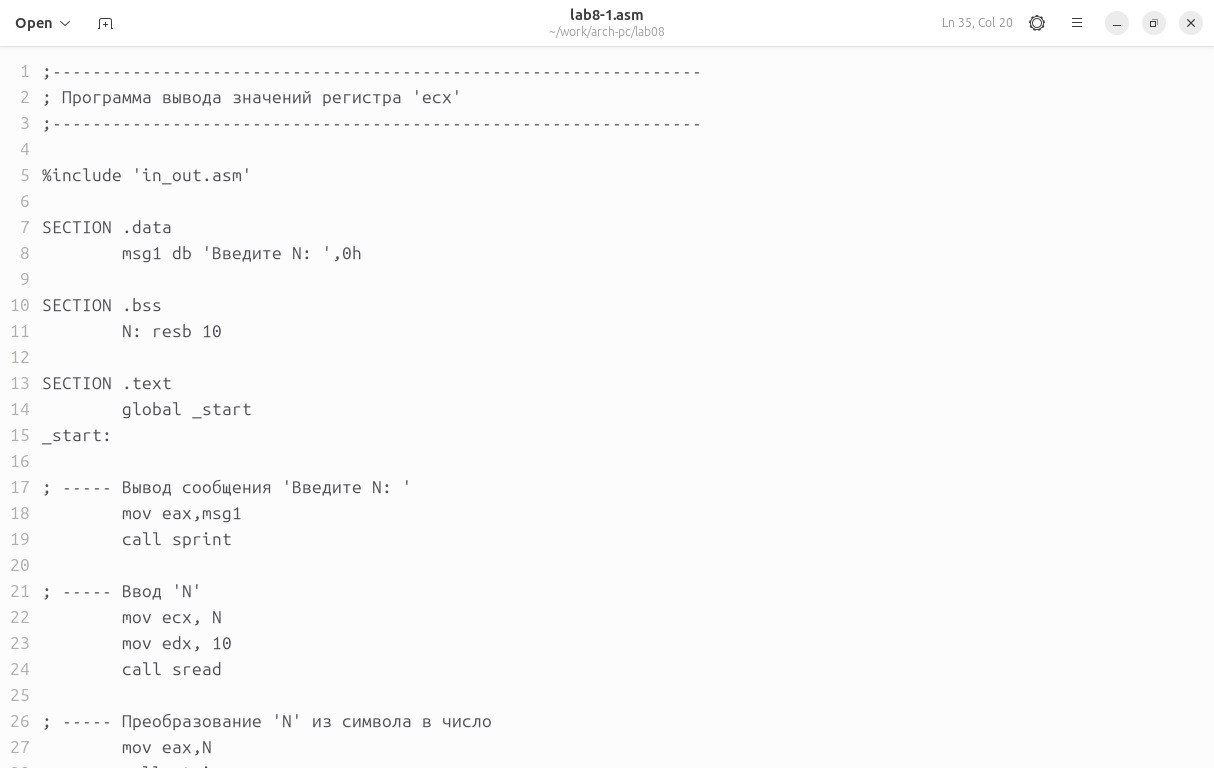 Open
lab8-1.asm
~/work/arch-pc/lab08
Ln 35, Col 20
1 ;-----------------------------------------------------------------
2 ; Программа вывода значений регистра 'ecx'
3 ;-----------------------------------------------------------------
4
5 %include 'in_out.asm'
6
7 SECTION .data
8 msg1 db 'Введите N: ',0h
9
10 SECTION .bss
11 N: resb 10
12
13 SECTION .text
14 global _start
15 _start:
16
17 ; ----- Вывод сообщения 'Введите N: '
18 mov eax,msg1
19 call sprint
20
21 ; ----- Ввод 'N'
22 mov ecx, N
23 mov edx, 10
24 call sread
25
26 ; ----- Преобразование 'N' из символа в число
27 mov eax,N